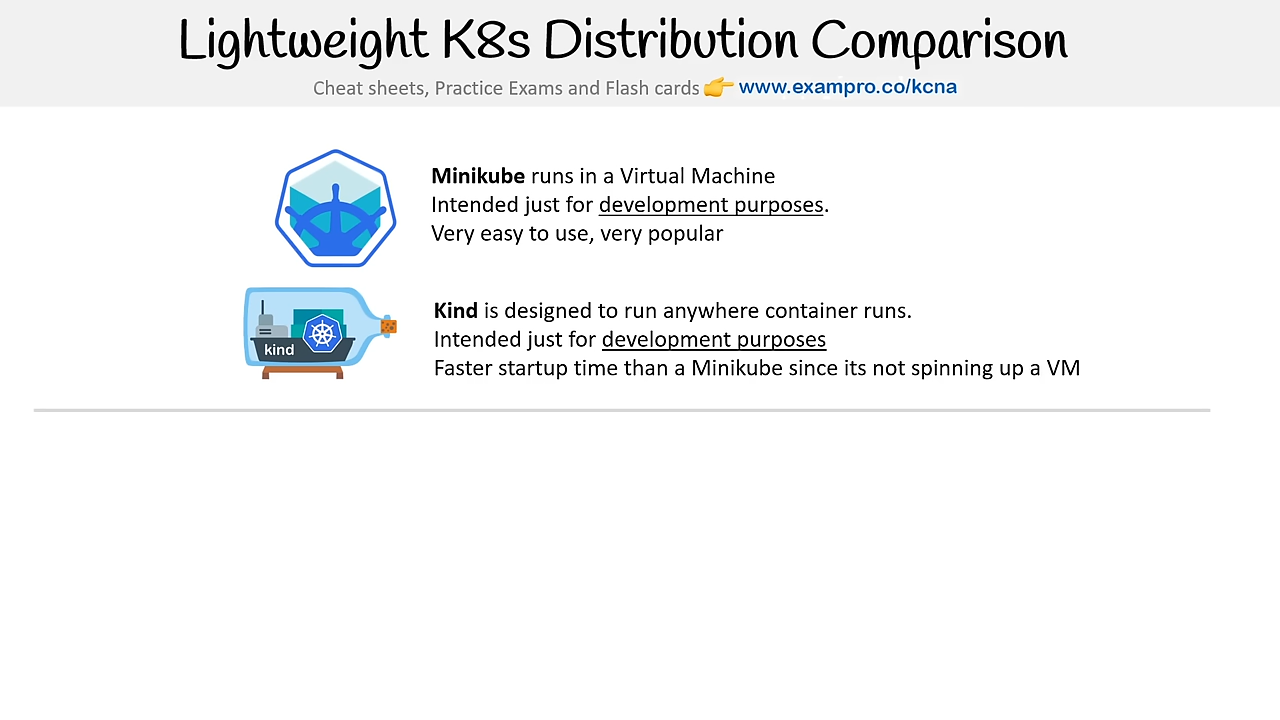 Lightweight K8s Distribution Comparison
Cheat sheets, Practice Exams and Flash cards 👉 www.exampro.co/kcna
Minikube runs in a Virtual Machine
Intended just for development purposes.
Very easy to use, very popular
kind
Kind is designed to run anywhere container runs.
Intended just for development purposes
Faster startup time than a Minikube since its not spinning up a VM